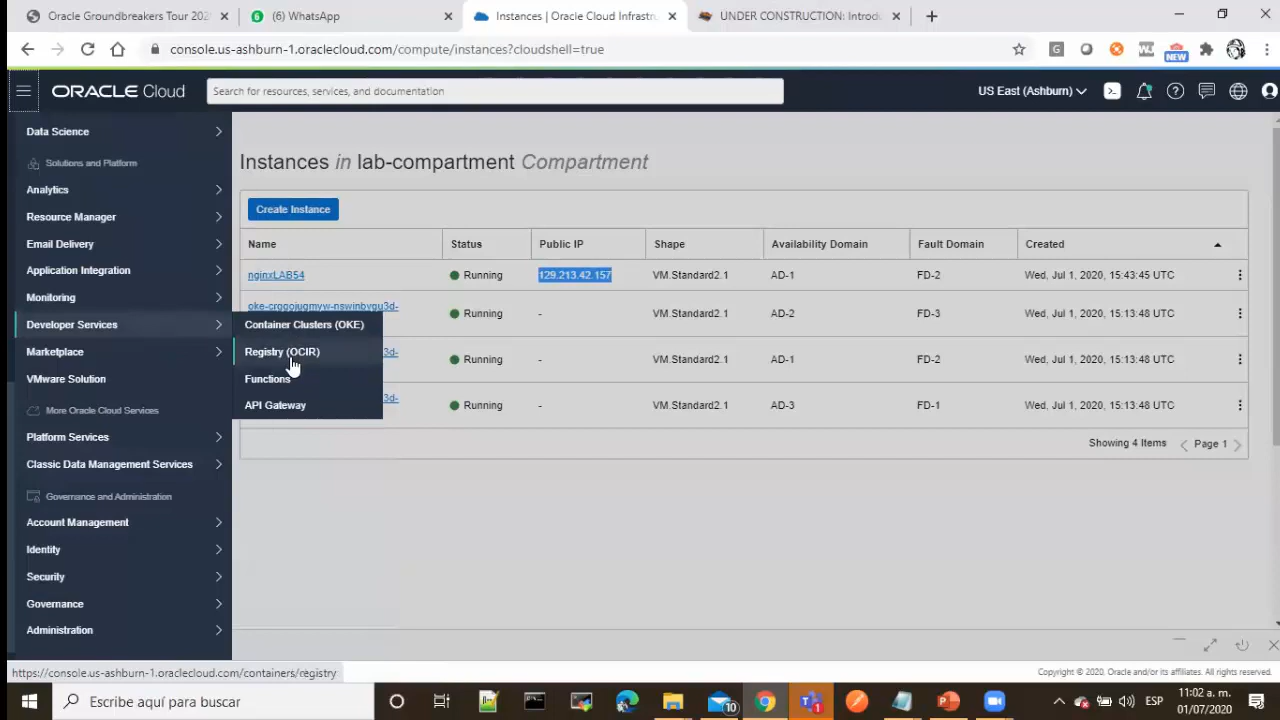 Oracle Groundbreakers Tour 202
(6) WhatsApp
Instances | Oracle Cloud Infrastru
UNDER CONSTRUCTION: Introdu
console.us-ashburn-1.oraclecloud.com/compute/instances?cloudshell=true
NEW
ORACLE Cloud
Search for resources, services, and documentation
US East (Ashburn)
Data Science
Solutions and Platform
Analytics
Resource Manager
Email Delivery
Application Integration
Monitoring
Developer Services
Marketplace
VMware Solution
More Oracle Cloud Services
Platform Services
Classic Data Management Services
Governance and Administration
Account Management
Identity
Security
Governance
Administration
Container Clusters (OKE)
Registry (OCIR)
Functions
API Gateway
Instances in lab-compartment Compartment
Create Instance
Name Status Public IP Shape Availability Domain Fault Domain Created
nginxLAB54 Running 129.213.42.157 VM.Standard2.1 AD-1 FD-2 Wed, Jul 1, 2020, 15:43:45 UTC
Running - VM.Standard2.1 AD-2 FD-3 Wed, Jul 1, 2020, 15:13:48 UTC
3d- Running - VM.Standard2.1 AD-1 FD-2 Wed, Jul 1, 2020, 15:13:48 UTC
3d- Running - VM.Standard2.1 AD-3 FD-1 Wed, Jul 1, 2020, 15:13:48 UTC
Showing 4 Items Page 1
https://console.us-ashburn-1.oraclecloud.com/containers/registry
Copyright © 2020, Oracle and/or its affiliates. All rights reserved.
Escribe aquí para buscar
10
1
ESP
11:02 a. m.
01/07/2020